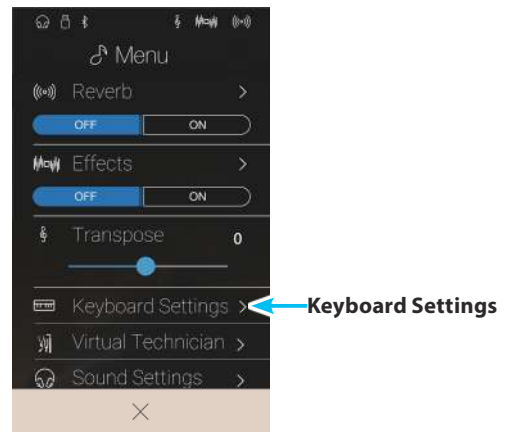 Menu
Reverb
OFF ON
Effects
OFF ON
Transpose 0
Keyboard Settings
Keyboard Settings
Virtual Technician
Sound Settings